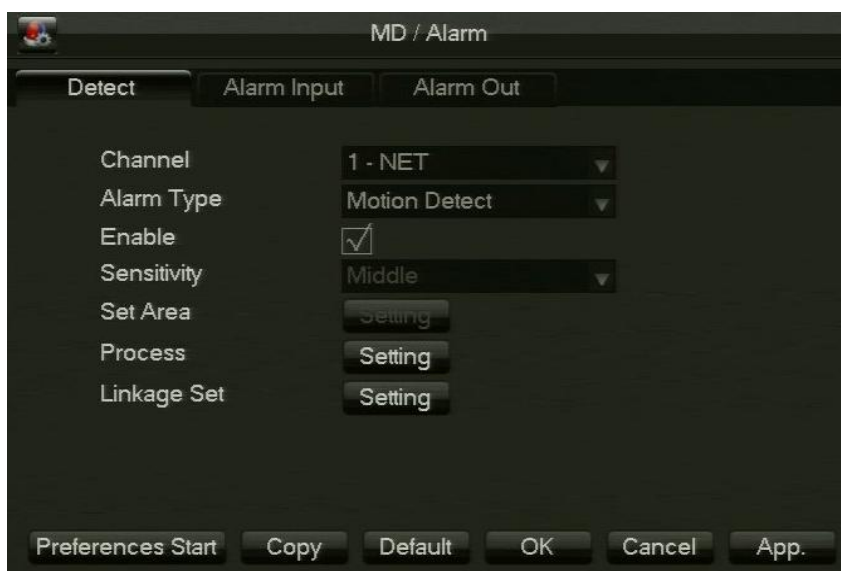 MD / Alarm
Detect Alarm Input Alarm Out
Channel 1 - NET
Alarm Type Motion Detect
Enable
Sensitivity Middle
Set Area Setting
Process Setting
Linkage Set Setting
Preferences Start Copy Default OK Cancel App.